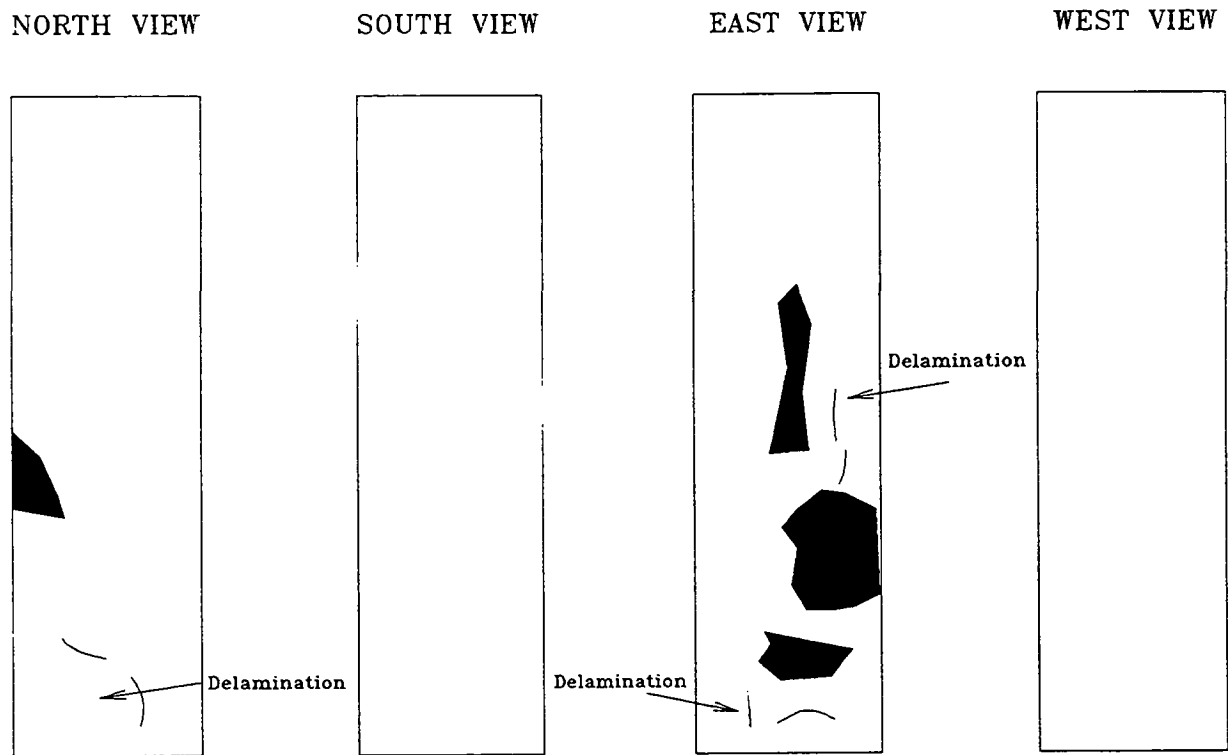 NORTH VIEW
SOUTH VIEW
EAST VIEW
WEST VIEW
Delamination
Delamination
Delamination